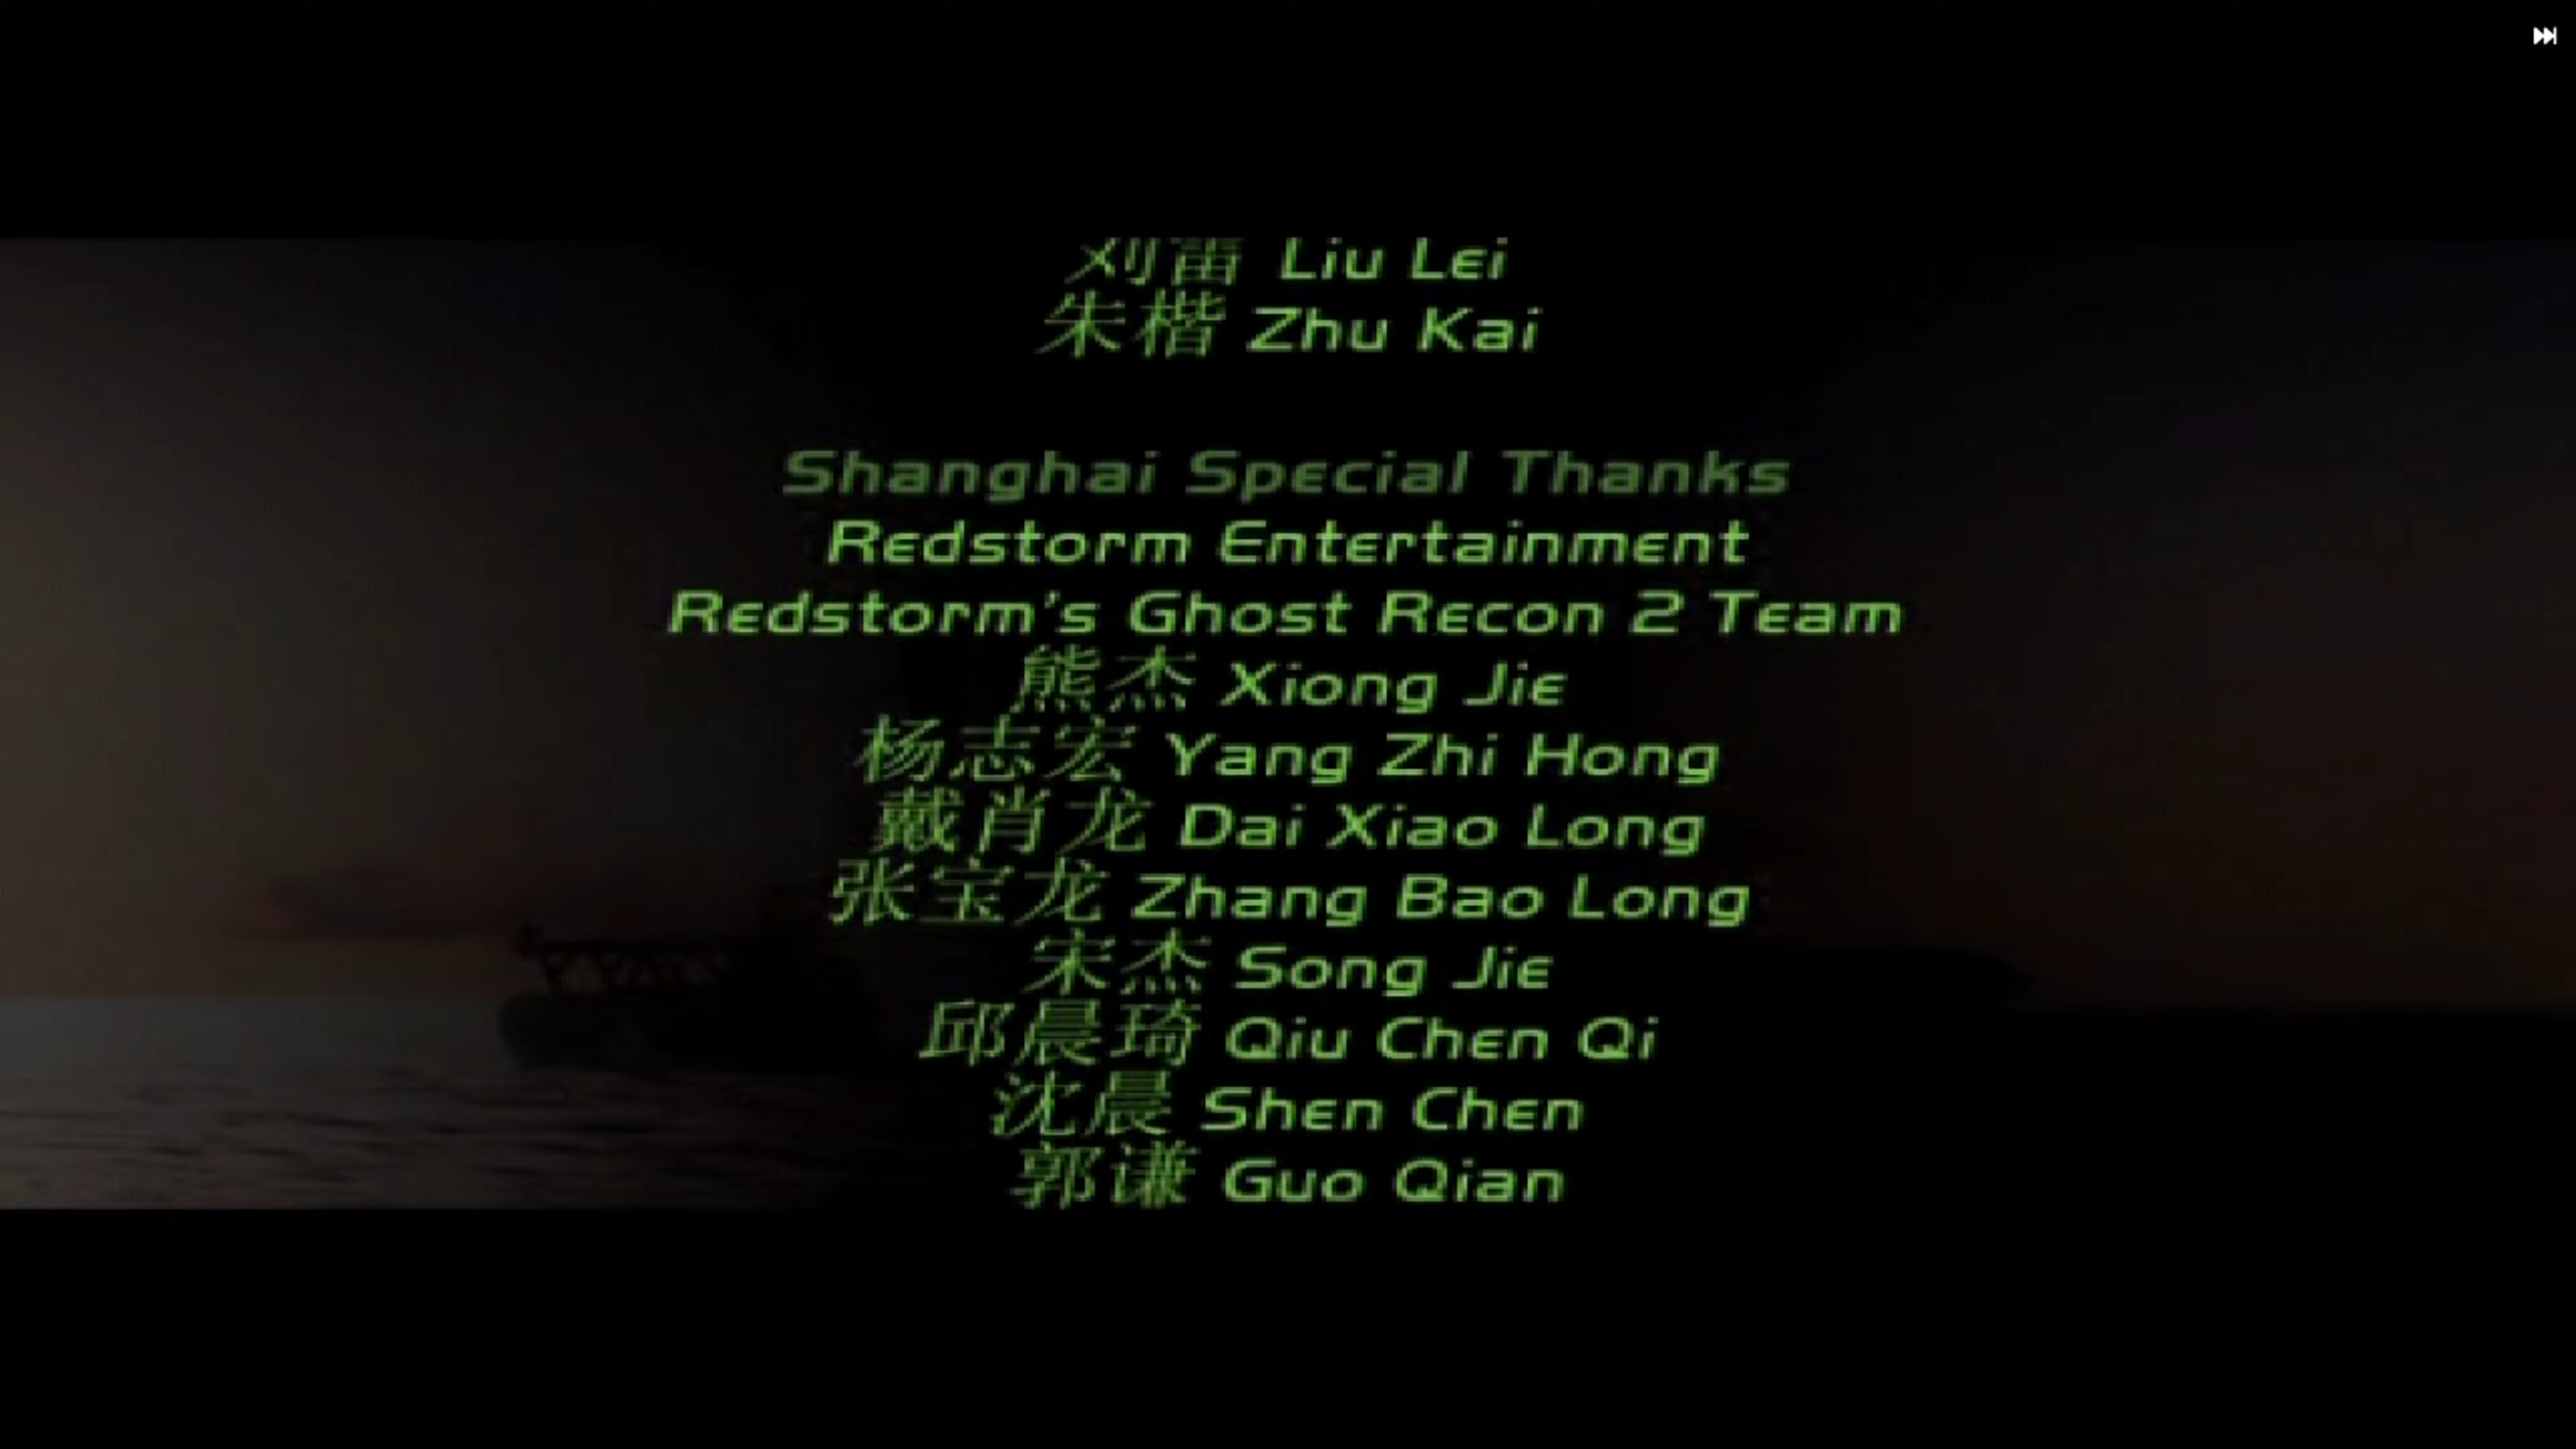 刘雷 Liu Lei
朱楷 Zhu Kai
Shanghai Special Thanks
Redstorm Entertainment
Redstorm's Ghost Recon 2 Team
熊杰 Xiong Jie
杨志宏 Yang Zhi Hong
戴肖龙 Dai Xiao Long
张宝龙 Zhang Bao Long
宋杰 Song Jie
邱晨琦 Qiu Chen Qi
沈晨 Shen Chen
郭谦 Guo Qian